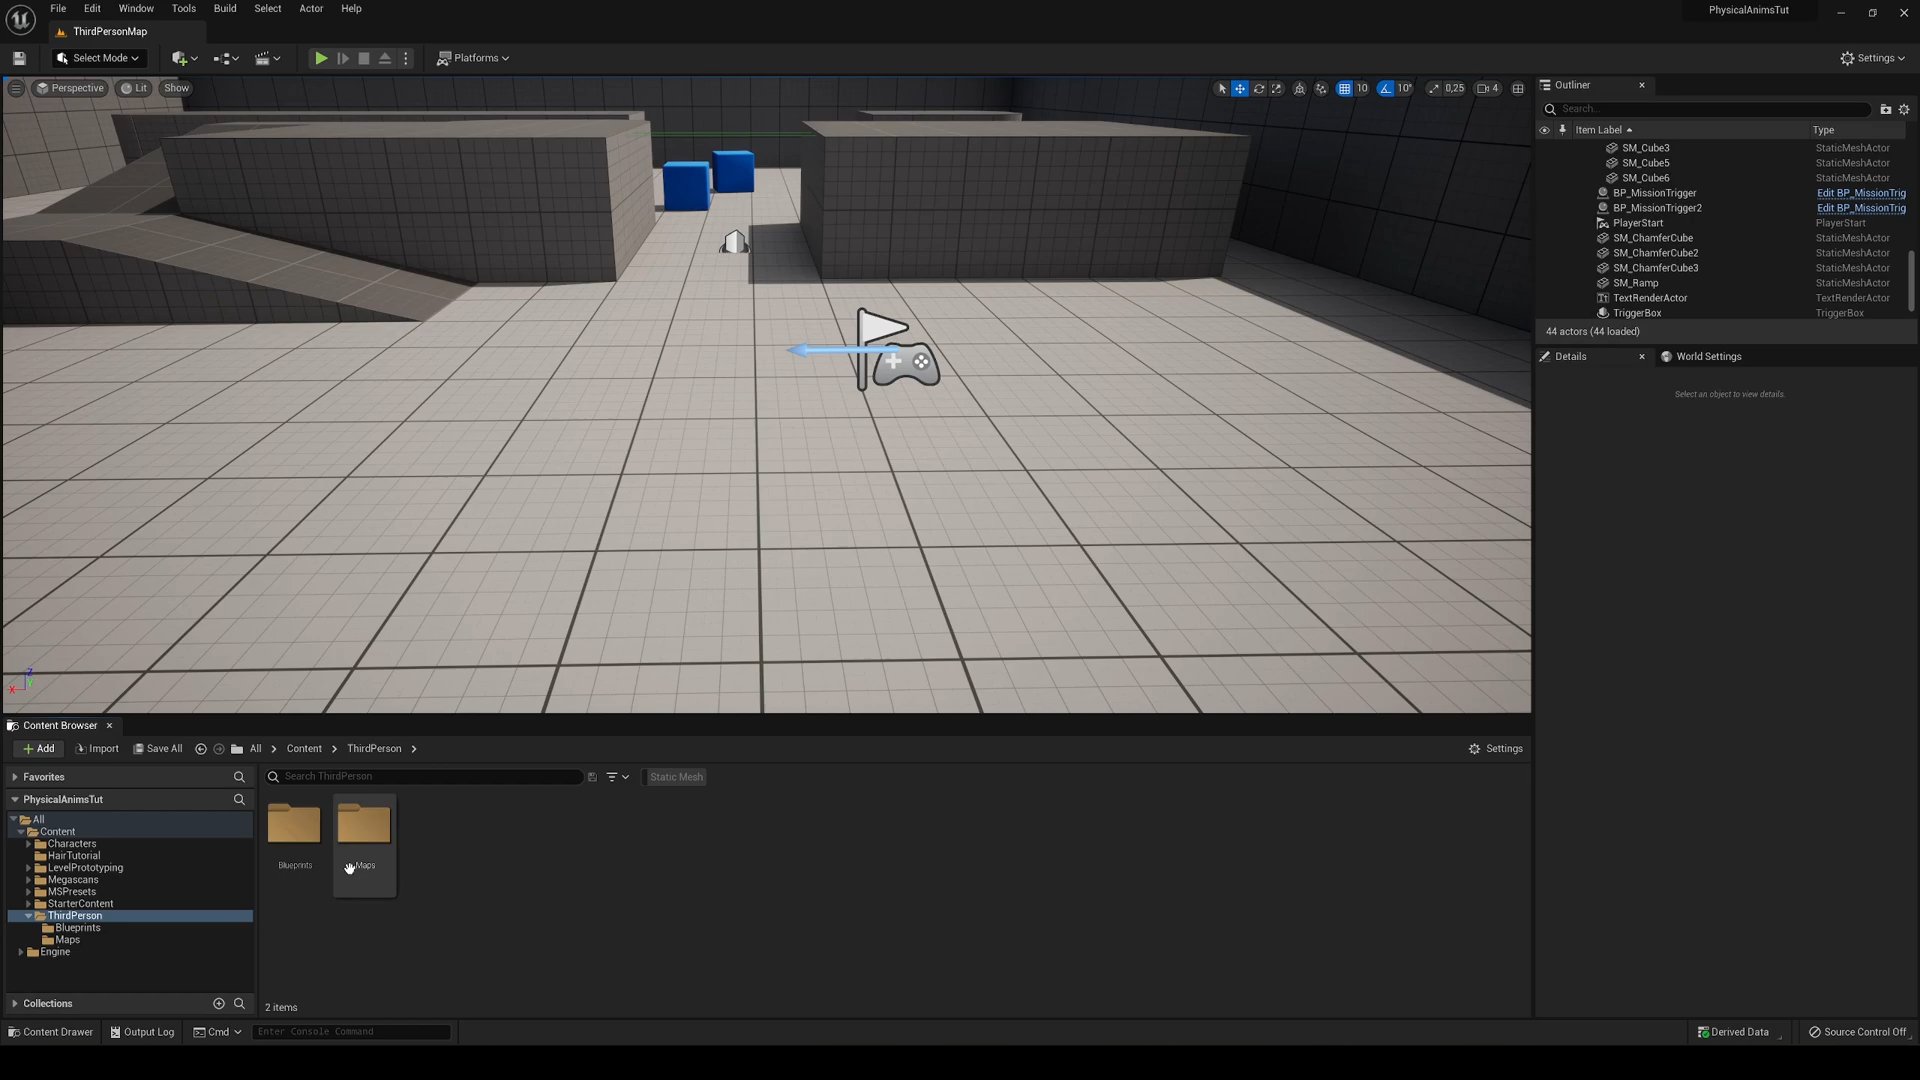 File Edit Window Tools Build Select Actor Help PhysicalAnimsTut
ThirdPersonMap
Select Mode Platforms Settings
Perspective Lit Show 10 10° 0,25 4
Outliner
Search...
Item Label Type
SM_Cube3 StaticMeshActor
SM_Cube5 StaticMeshActor
SM_Cube6 StaticMeshActor
BP_MissionTrigger Edit BP_MissionTrig
BP_MissionTrigger2 Edit BP_MissionTrig
PlayerStart PlayerStart
SM_ChamferCube StaticMeshActor
SM_ChamferCube2 StaticMeshActor
SM_ChamferCube3 StaticMeshActor
SM_Ramp StaticMeshActor
TextRenderActor TextRenderActor
TriggerBox TriggerBox
44 actors (44 loaded)
Details World Settings
Select an object to view details.
Z
Y
X
Content Browser
Add Import Save All All Content ThirdPerson Settings
Favorites
Search ThirdPerson Static Mesh
PhysicalAnimsTut
All
Content
Characters
HairTutorial
LevelPrototyping
Megascans
MSPresets
StarterContent
ThirdPerson
Blueprints
Maps
Engine
Blueprints Maps
Collections
2 items
Content Drawer Output Log Cmd Enter Console Command Derived Data Source Control Off